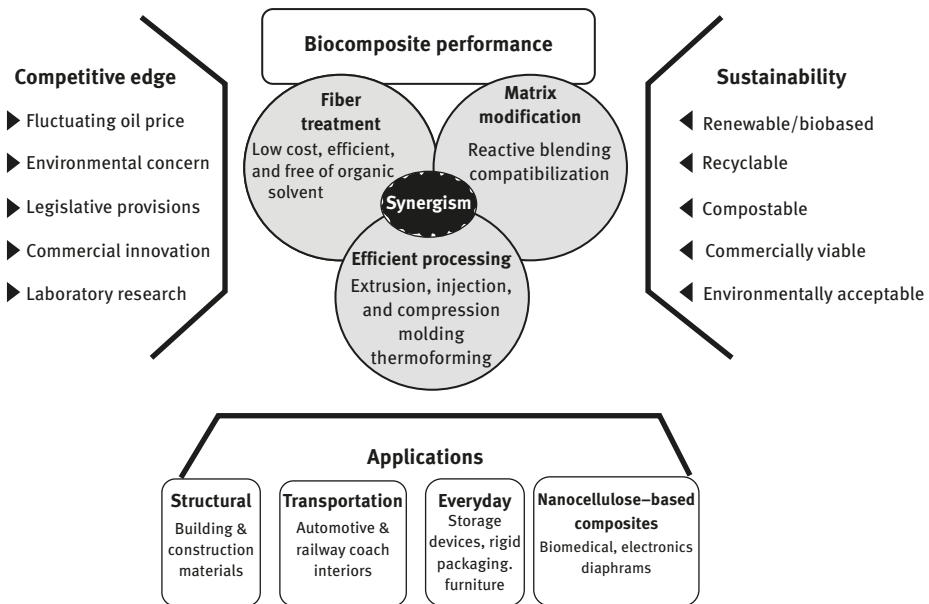 Biocomposite performance
Competitive edge
Fluctuating oil price
Environmental concern
Legislative provisions
Commercial innovation
Laboratory research
Fiber
treatment
Low cost, efficient,
and free of organic
solvent
Matrix
modification
Reactive blending
compatibilization
Synergism
Efficient processing
Extrusion, injection,
and compression
molding
thermoforming
Sustainability
Renewable/biobased
Recyclable
Compostable
Commercially viable
Environmentally acceptable
Applications
Structural
Building &
construction
materials
Transportation
Automotive &
railway coach
interiors
Everyday
Storage
devices, rigid
packaging.
furniture
Nanocellulose–based
composites
Biomedical, electronics
diaphrams